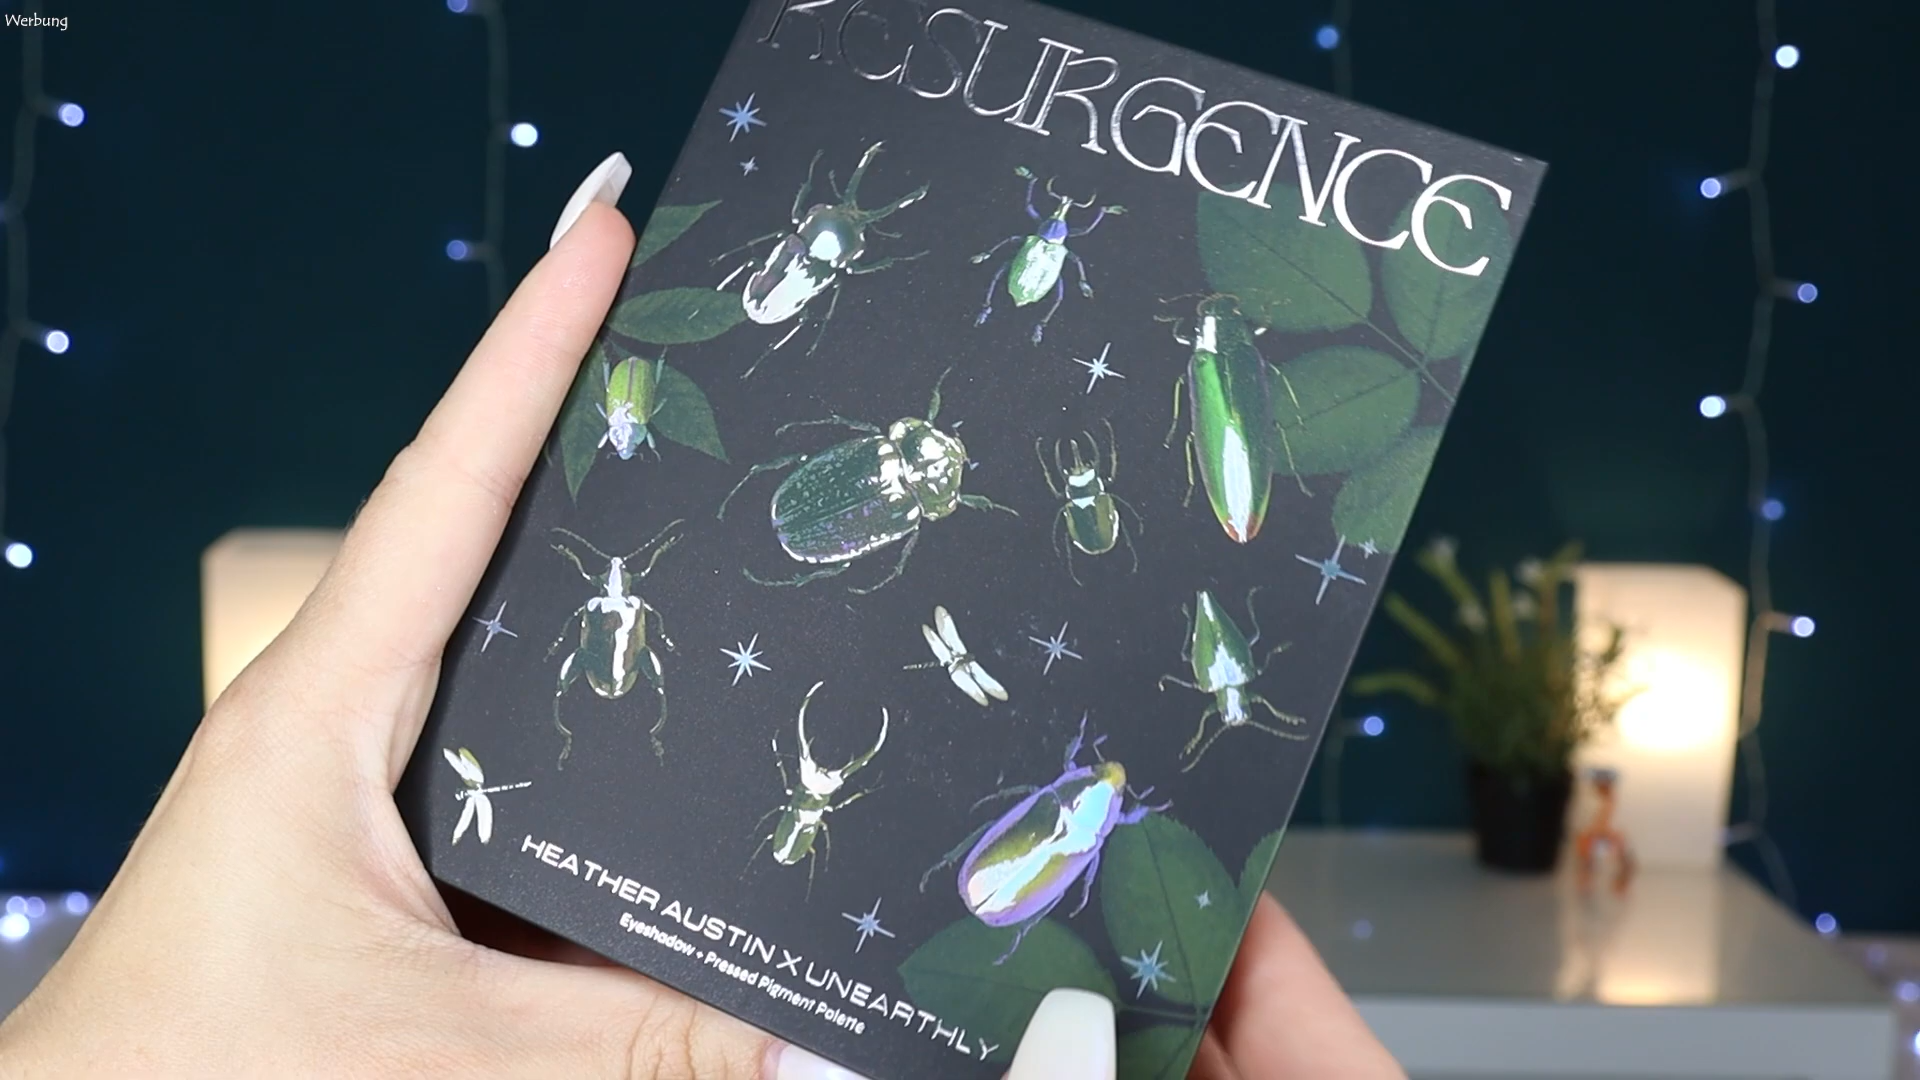 Werbung
RESURGENCE
HEATHER AUSTIN X UNEARTHLY
Eyeshadow + Pressed Pigment Palette